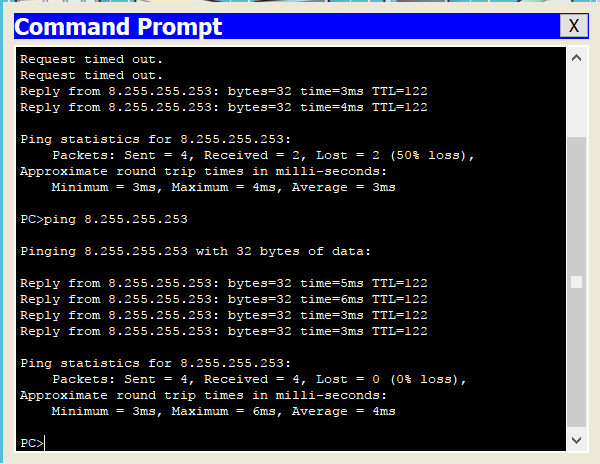 Command Prompt X
Request timed out.
Request timed out.
Reply from 8.255.255.253: bytes=32 time=3ms TTL=122
Reply from 8.255.255.253: bytes=32 time=4ms TTL=122
Ping statistics for 8.255.255.253:
Packets: Sent = 4, Received = 2, Lost = 2 (50% loss),
Approximate round trip times in milli-seconds:
Minimum = 3ms, Maximum = 4ms, Average = 3ms
PC>ping 8.255.255.253
Pinging 8.255.255.253 with 32 bytes of data:
Reply from 8.255.255.253: bytes=32 time=5ms TTL=122
Reply from 8.255.255.253: bytes=32 time=6ms TTL=122
Reply from 8.255.255.253: bytes=32 time=3ms TTL=122
Reply from 8.255.255.253: bytes=32 time=3ms TTL=122
Ping statistics for 8.255.255.253:
Packets: Sent = 4, Received = 4, Lost = 0 (0% loss),
Approximate round trip times in milli-seconds:
Minimum = 3ms, Maximum = 6ms, Average = 4ms
PC>